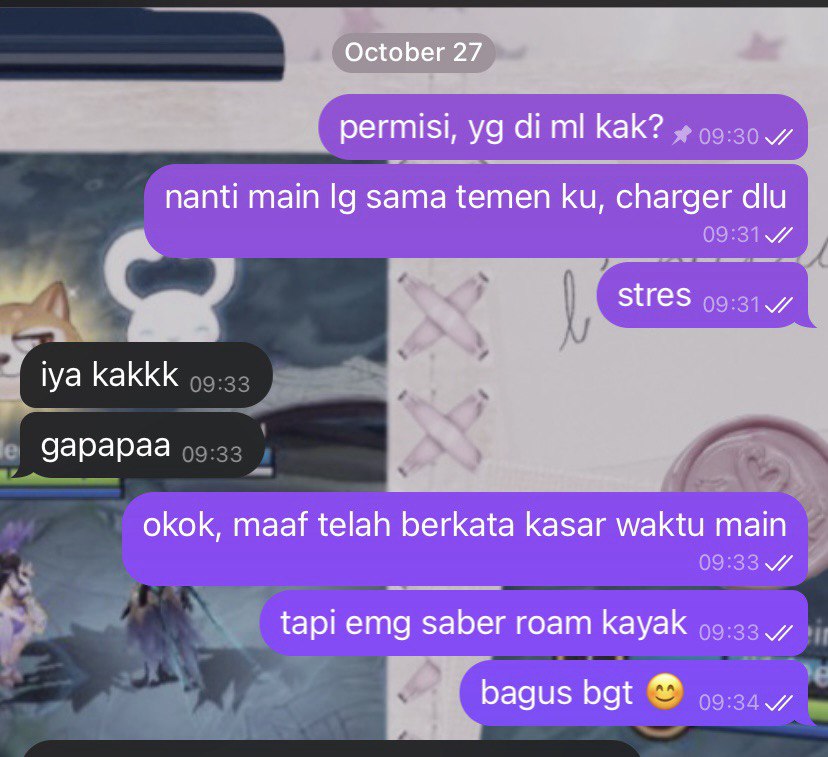 October 27
permisi, yg di ml kak? 09:30
nanti main lg sama temen ku, charger dlu
09:31
stres 09:31
iya kakkk 09:33
gapapaa 09:33
okok, maaf telah berkata kasar waktu main
09:33
tapi emg saber roam kayak 09:33
bagus bgt 😊 09:34